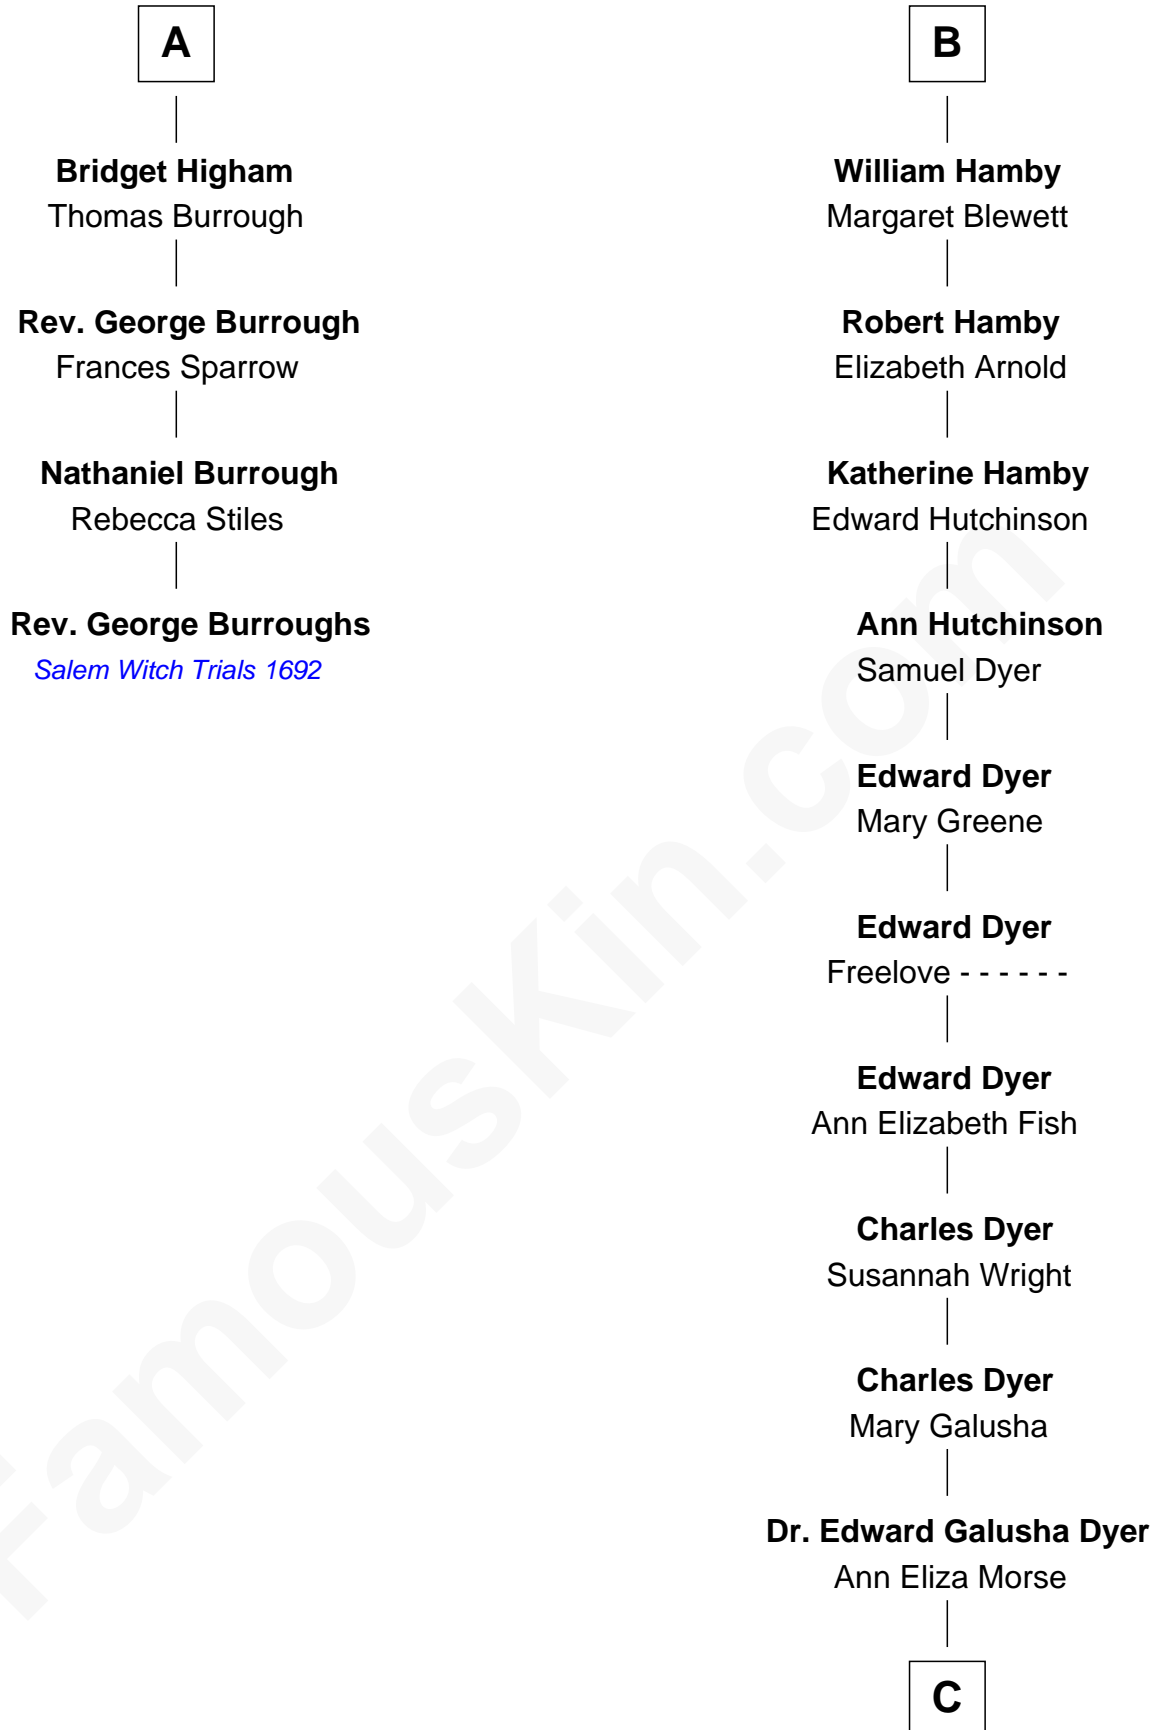 A
Bridget Higham
Thomas Burrough
Rev. George Burrough
Frances Sparrow
Nathaniel Burrough
Rebecca Stiles
Rev. George Burroughs
Salem Witch Trials 1692
B
William Hamby
Margaret Blewett
Robert Hamby
Elizabeth Arnold
Katherine Hamby
Edward Hutchinson
Ann Hutchinson
Samuel Dyer
Edward Dyer
Mary Greene
Edward Dyer
Freelove - - - - - -
Edward Dyer
Ann Elizabeth Fish
Charles Dyer
Susannah Wright
Charles Dyer
Mary Galusha
Dr. Edward Galusha Dyer
Ann Eliza Morse
C
FamousKin.com